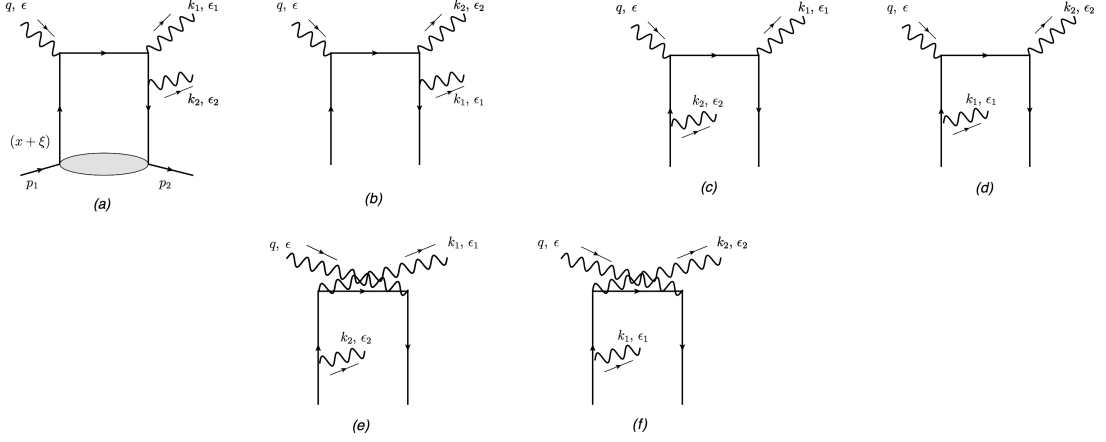 q, ϵ
k₁, ϵ₁
k₂, ϵ₂
(x + ξ)
p₁
p₂
(a)
q, ϵ
k₂, ϵ₂
k₁, ϵ₁
(b)
q, ϵ
k₁, ϵ₁
k₂, ϵ₂
(c)
q, ϵ
k₂, ϵ₂
k₁, ϵ₁
(d)
q, ϵ
k₁, ϵ₁
k₂, ϵ₂
(e)
q, ϵ
k₂, ϵ₂
k₁, ϵ₁
(f)